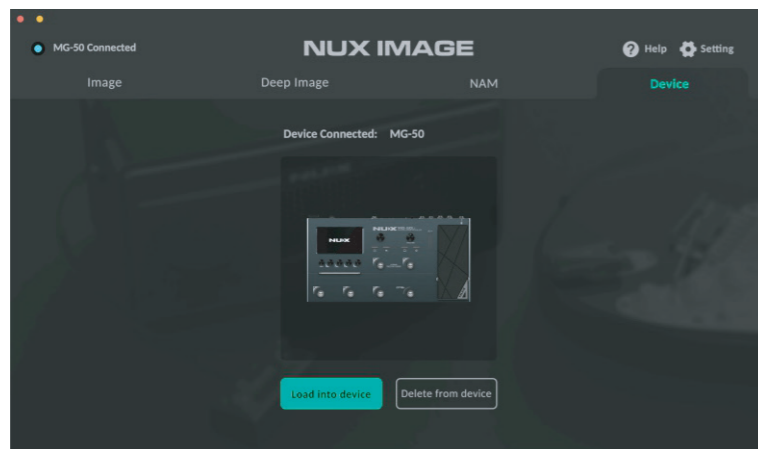 MG-50 Connected
NUX IMAGE
Help
Setting
Image
Deep Image
NAM
Device
Device Connected: MG-50
NUX
NUX
Load into device
Delete from device